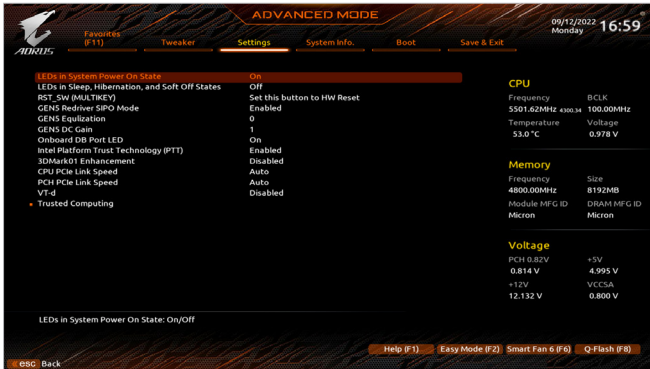 ADVANCED MODE
09/12/2022 16:59
Monday
AORUS
Favorites
(F11)
Tweaker
Settings
System Info.
Boot
Save & Exit
LEDs in System Power On State On
LEDs in Sleep, Hibernation, and Soft Off States Off
RST_SW (MULTIKEY) Set this button to HW Reset
GEN5 Redriver SIPO Mode Enabled
GEN5 Equlization 0
GEN5 DC Gain 1
Onboard DB Port LED On
Intel Platform Trust Technology (PTT) Enabled
3DMark01 Enhancement Disabled
CPU PCIe Link Speed Auto
PCH PCIe Link Speed Auto
VT-d Disabled
Trusted Computing
CPU
Frequency BCLK
5501.62MHz 4300.34 100.00MHz
Temperature Voltage
53.0 °C 0.978 V
Memory
Frequency Size
4800.00MHz 8192MB
Module MFG ID DRAM MFG ID
Micron Micron
Voltage
PCH 0.82V +5V
0.814 V 4.995 V
+12V VCCSA
12.132 V 0.800 V
LEDs in System Power On State: On/Off
Help (F1) Easy Mode (F2) Smart Fan 6 (F6) Q-Flash (F8)
esc Back